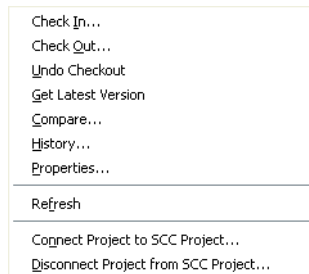 Check In...
Check Out...
Undo Checkout
Get Latest Version
Compare...
History...
Properties...
Refresh
Connect Project to SCC Project...
Disconnect Project from SCC Project...